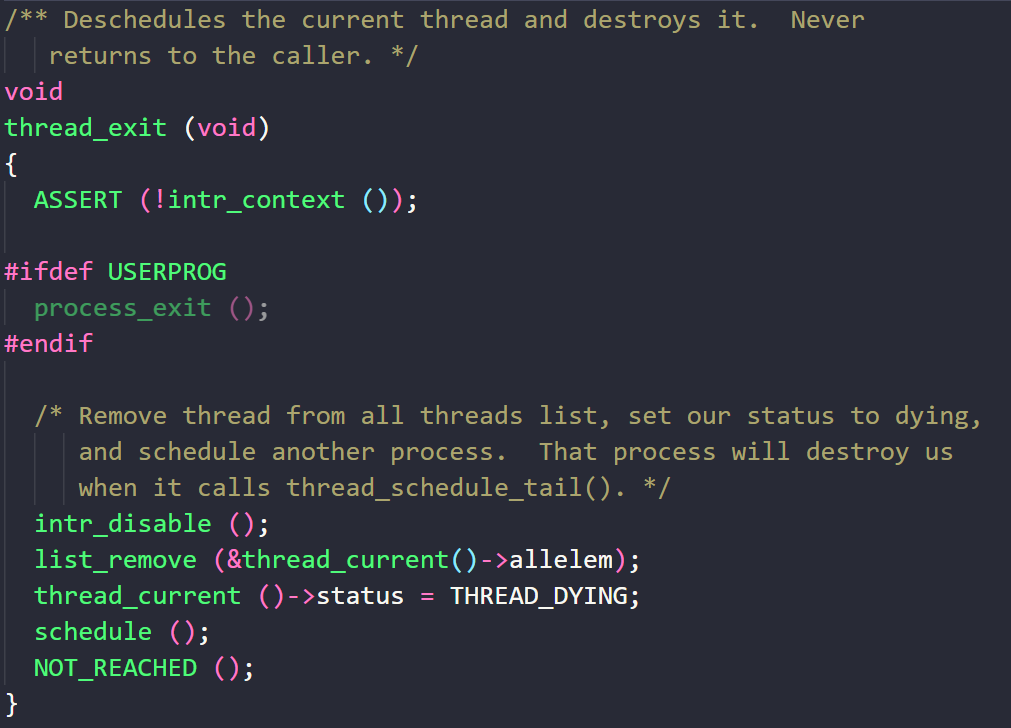 /** Deschedules the current thread and destroys it.  Never
   returns to the caller. */
void
thread_exit (void)
{
  ASSERT (!intr_context ());

#ifdef USERPROG
  process_exit ();
#endif

  /* Remove thread from all threads list, set our status to dying,
     and schedule another process.  That process will destroy us
     when it calls thread_schedule_tail(). */
  intr_disable ();
  list_remove (&thread_current()->allelem);
  thread_current ()->status = THREAD_DYING;
  schedule ();
  NOT_REACHED ();
}